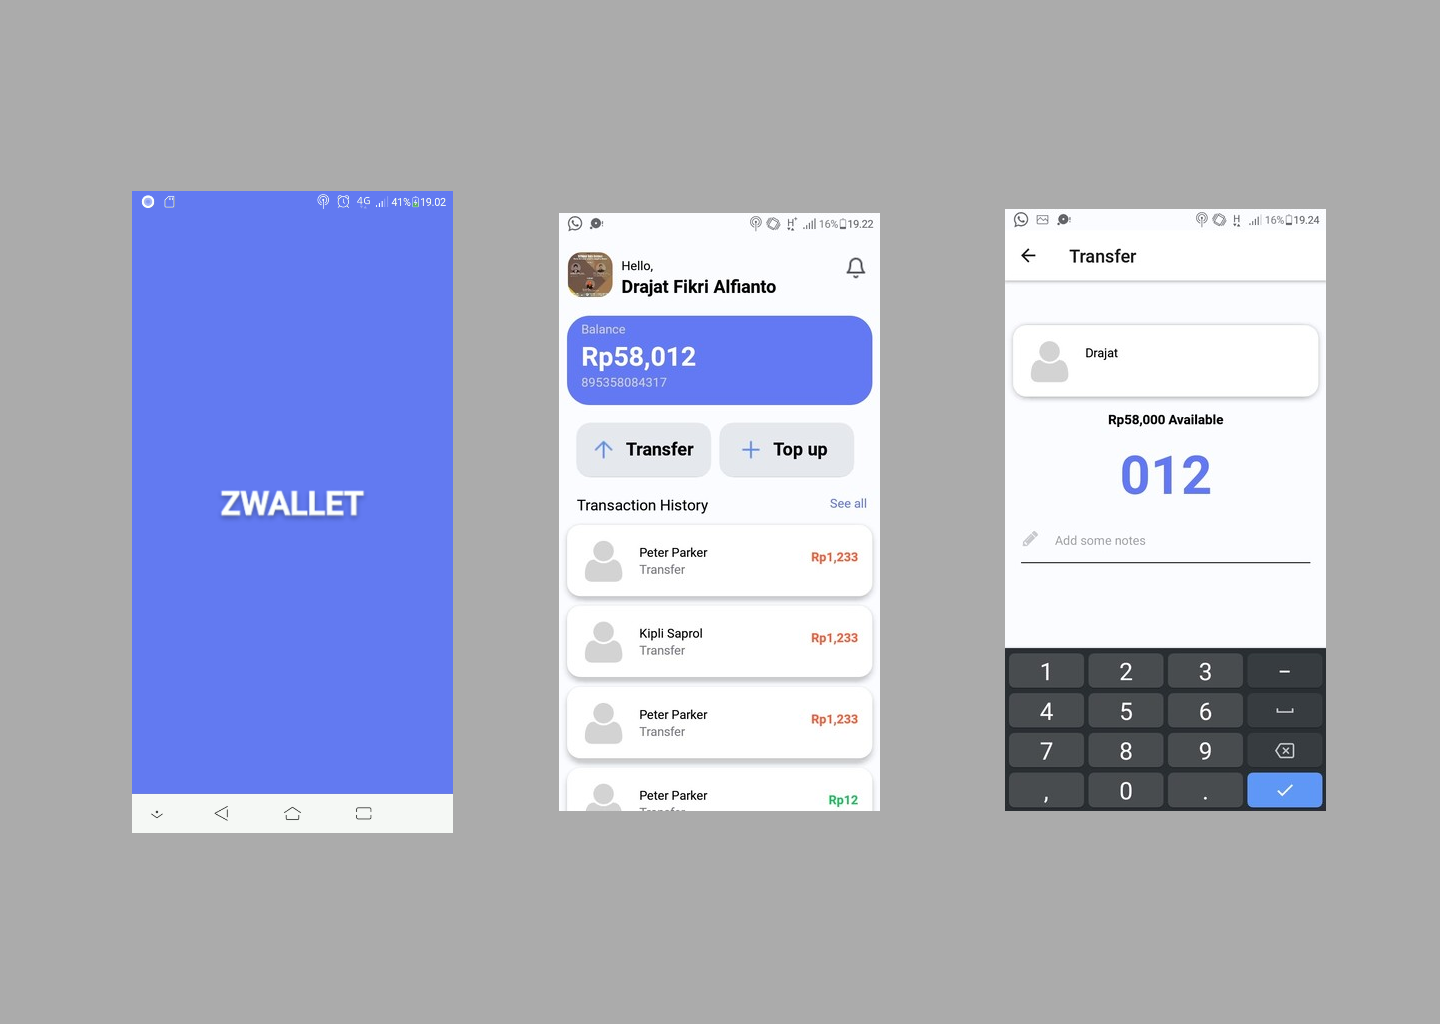 4G 41% 19.02
ZWALLET
H+ 16% 19.22
Hello,
Drajat Fikri Alfianto
Balance
Rp58,012
895358084317
Transfer
Top up
Transaction History
See all
Peter Parker
Transfer
Rp1,233
Kipli Saprol
Transfer
Rp1,233
Peter Parker
Transfer
Rp1,233
Peter Parker
Transfer
Rp12
H 16% 19.24
Transfer
Drajat
Rp58,000 Available
012
Add some notes
1 2 3 –
4 5 6
7 8 9
, 0 .